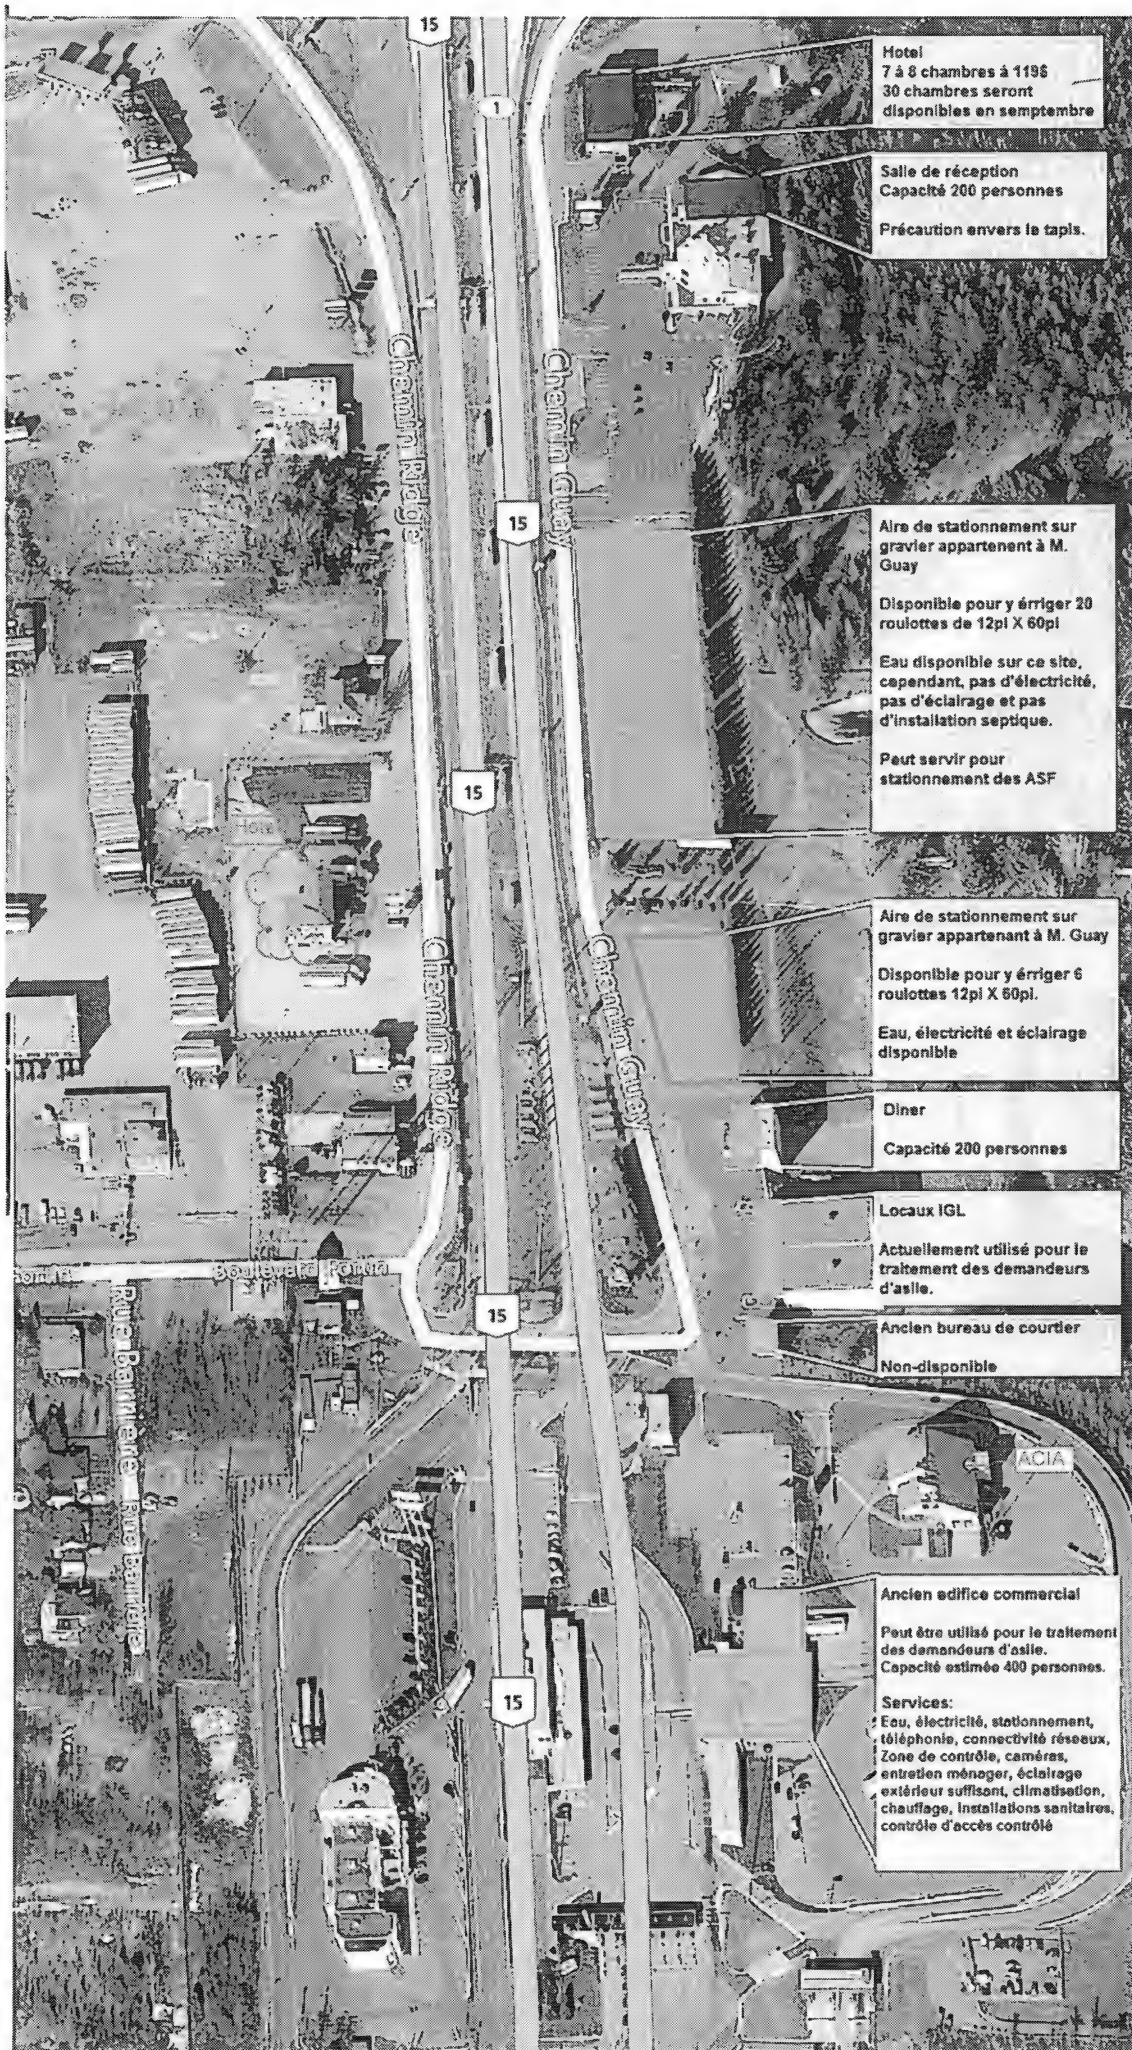 15
1
Hotel
7 à 8 chambres à 119$
30 chambres seront
disponibles en semptembre
Salle de réception
Capacité 200 personnes
Précaution envers le tapis.
Chemin Ridge
Chemin Guay
15
Aire de stationnement sur
gravier appartenent à M.
Guay
Disponible pour y érriger 20
roulottes de 12pi X 60pi
Eau disponible sur ce site,
cependant, pas d'électricité,
pas d'éclairage et pas
d'installation septique.
Peut servir pour
stationnement des ASF
15
Hotel
Aire de stationnement sur
gravier appartenant à M. Guay
Disponible pour y érriger 6
roulottes 12pi X 60pi.
Eau, électricité et éclairage
disponible
Chemin Ridge
Chemin Guay
Diner
Capacité 200 personnes
Locaux IGL
Actuellement utilisé pour le
traitement des demandeurs
d'asile.
Boulevard Fortin
15
Ancien bureau de courtier
Non-disponible
Rue Bannerie
Rue Bannerie
ACIA
Ancien edifice commercial
Peut être utilisé pour le traitement
des demandeurs d'asile.
Capacité estimée 400 personnes.
Services:
Eau, électricité, stationnement,
téléphonie, connectivité réseaux,
Zone de contrôle, caméras,
entretien ménager, éclairage
extérieur suffisant, climatisation,
chauffage, installations sanitaires,
contrôle d'accès contrôlé
15